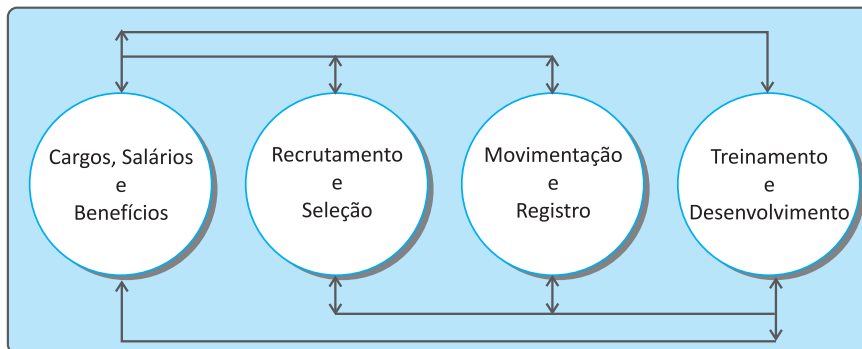 Cargos, Salários
e
Benefícios
Recrutamento
e
Seleção
Movimentação
e
Registro
Treinamento
e
Desenvolvimento